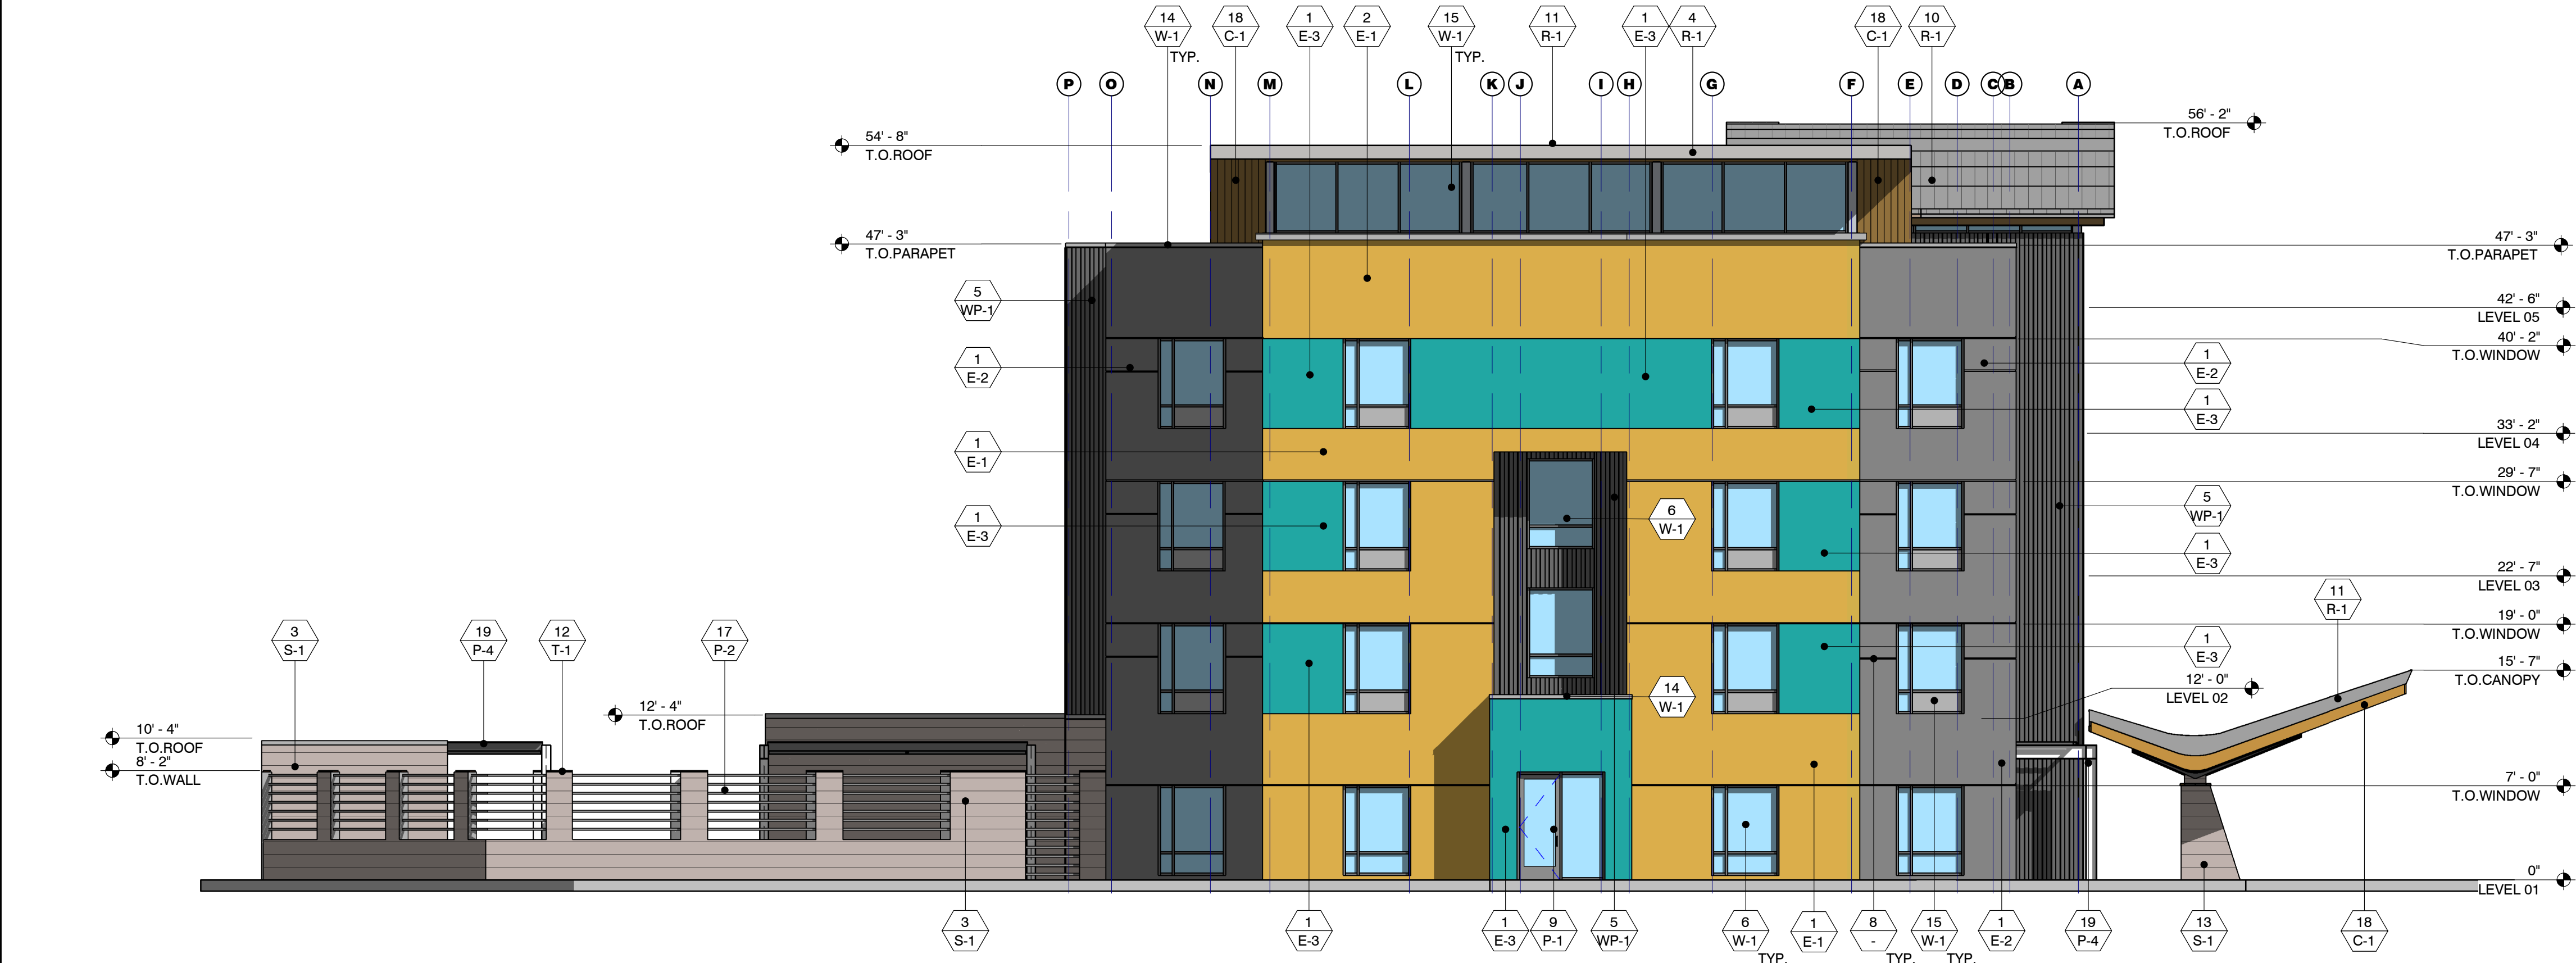 14
W-1
TYP.
18
C-1
1
E-3
2
E-1
15
W-1
TYP.
11
R-1
1
E-3
4
R-1
18
C-1
10
R-1
P O N M L K J I H G F E D C B A
54' - 8"
T.O.ROOF
56' - 2"
T.O.ROOF
47' - 3"
T.O.PARAPET
47' - 3"
T.O.PARAPET
5
WP-1
42' - 6"
LEVEL 05
40' - 2"
T.O.WINDOW
1
E-2
1
E-2
1
E-3
1
E-1
33' - 2"
LEVEL 04
29' - 7"
T.O.WINDOW
1
E-3
6
W-1
5
WP-1
1
E-3
22' - 7"
LEVEL 03
11
R-1
19' - 0"
T.O.WINDOW
3
S-1
19
P-4
12
T-1
17
P-2
1
E-3
15' - 7"
T.O.CANOPY
14
W-1
12' - 0"
LEVEL 02
12' - 4"
T.O.ROOF
10' - 4"
T.O.ROOF
8' - 2"
T.O.WALL
7' - 0"
T.O.WINDOW
0"
LEVEL 01
3
S-1
1
E-3
1
E-3
9
P-1
5
WP-1
6
W-1
TYP.
1
E-1
8
-
TYP.
15
W-1
TYP.
1
E-2
19
P-4
13
S-1
18
C-1